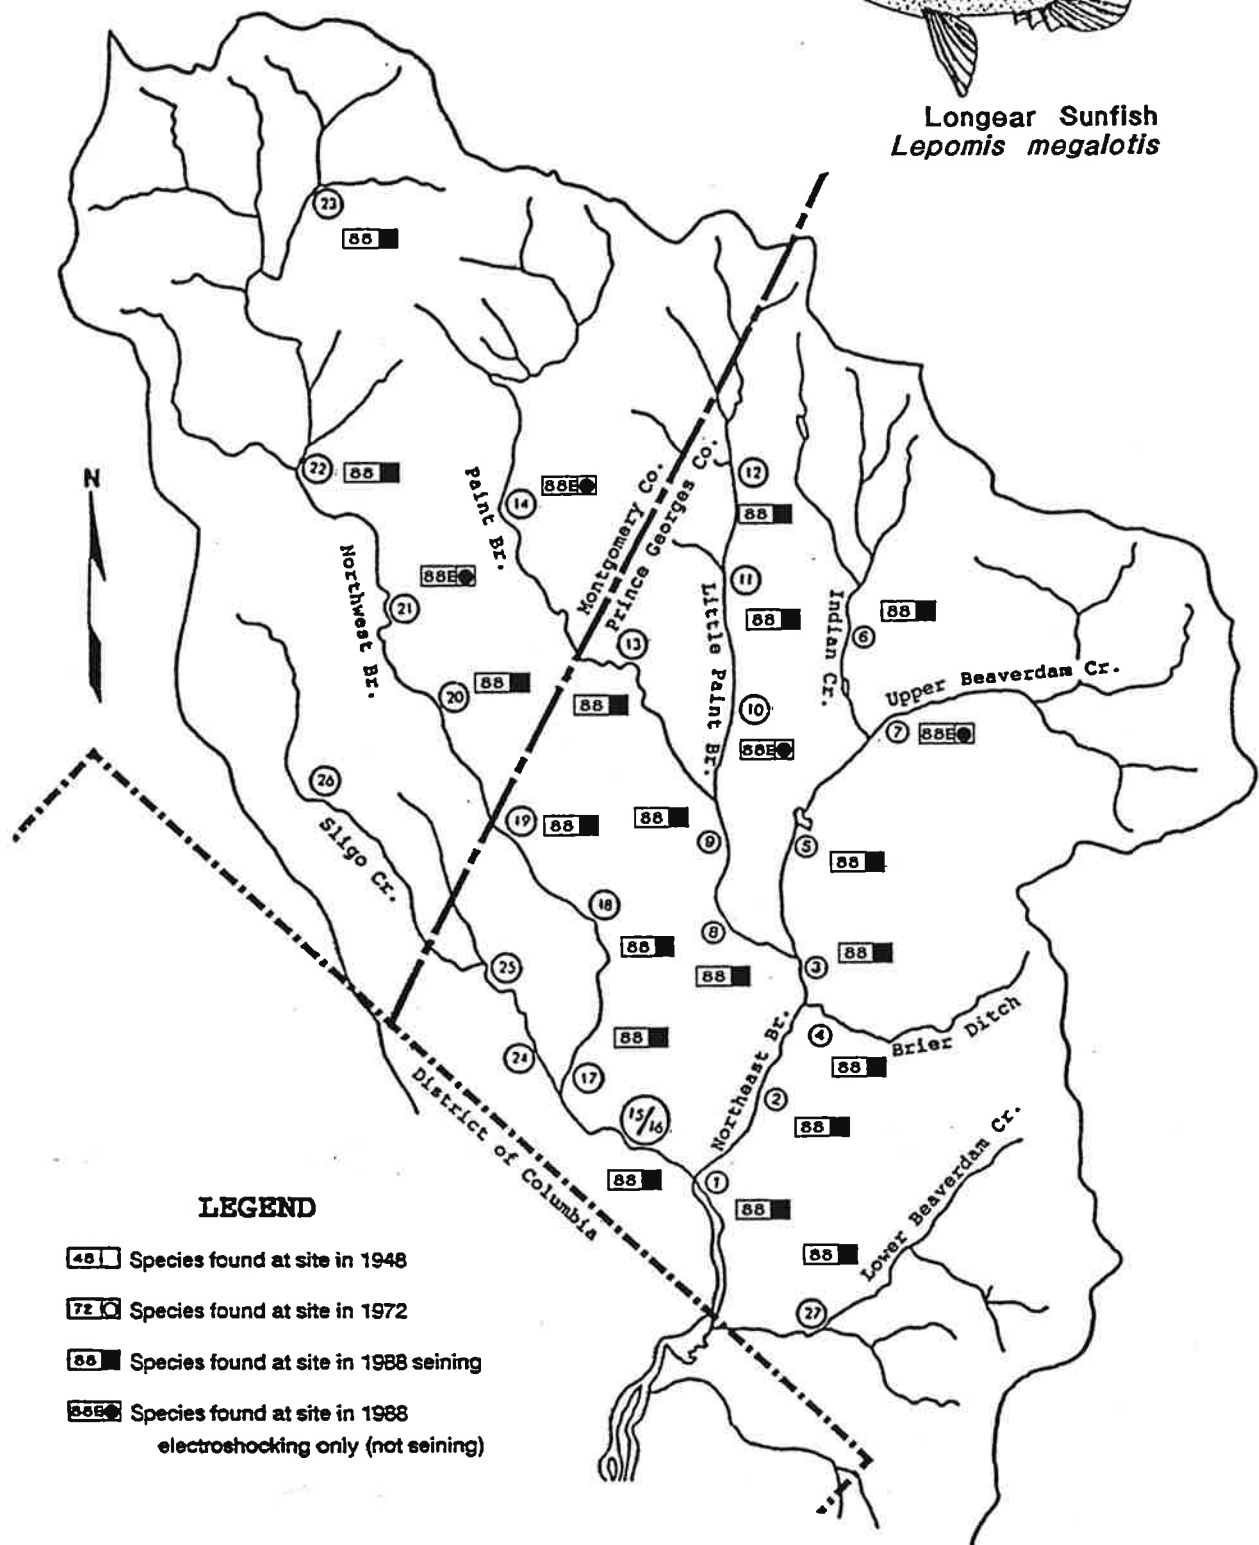 Longear Sunfish
Lepomis megalotis
23
88
N
22
88
Paint Br.
14
88E
Montgomery Co.
Prince Georges Co.
12
88
Northwest Br.
88E
21
11
88
Little Paint Br.
Indian Cr.
88
6
13
20
88
88
10
88E
Upper Beaverdam Cr.
7
88E
26
Sligo Cr.
19
88
88
9
5
88
18
88
8
88
3
88
25
Northeast Br.
4
Brier Ditch
88
24
17
88
2
88
15/16
88
1
88
District of Columbia
Lower Beaverdam Cr.
88
27
LEGEND
48 Species found at site in 1948
72 Species found at site in 1972
88 Species found at site in 1988 seining
88E Species found at site in 1988
electroshocking only (not seining)